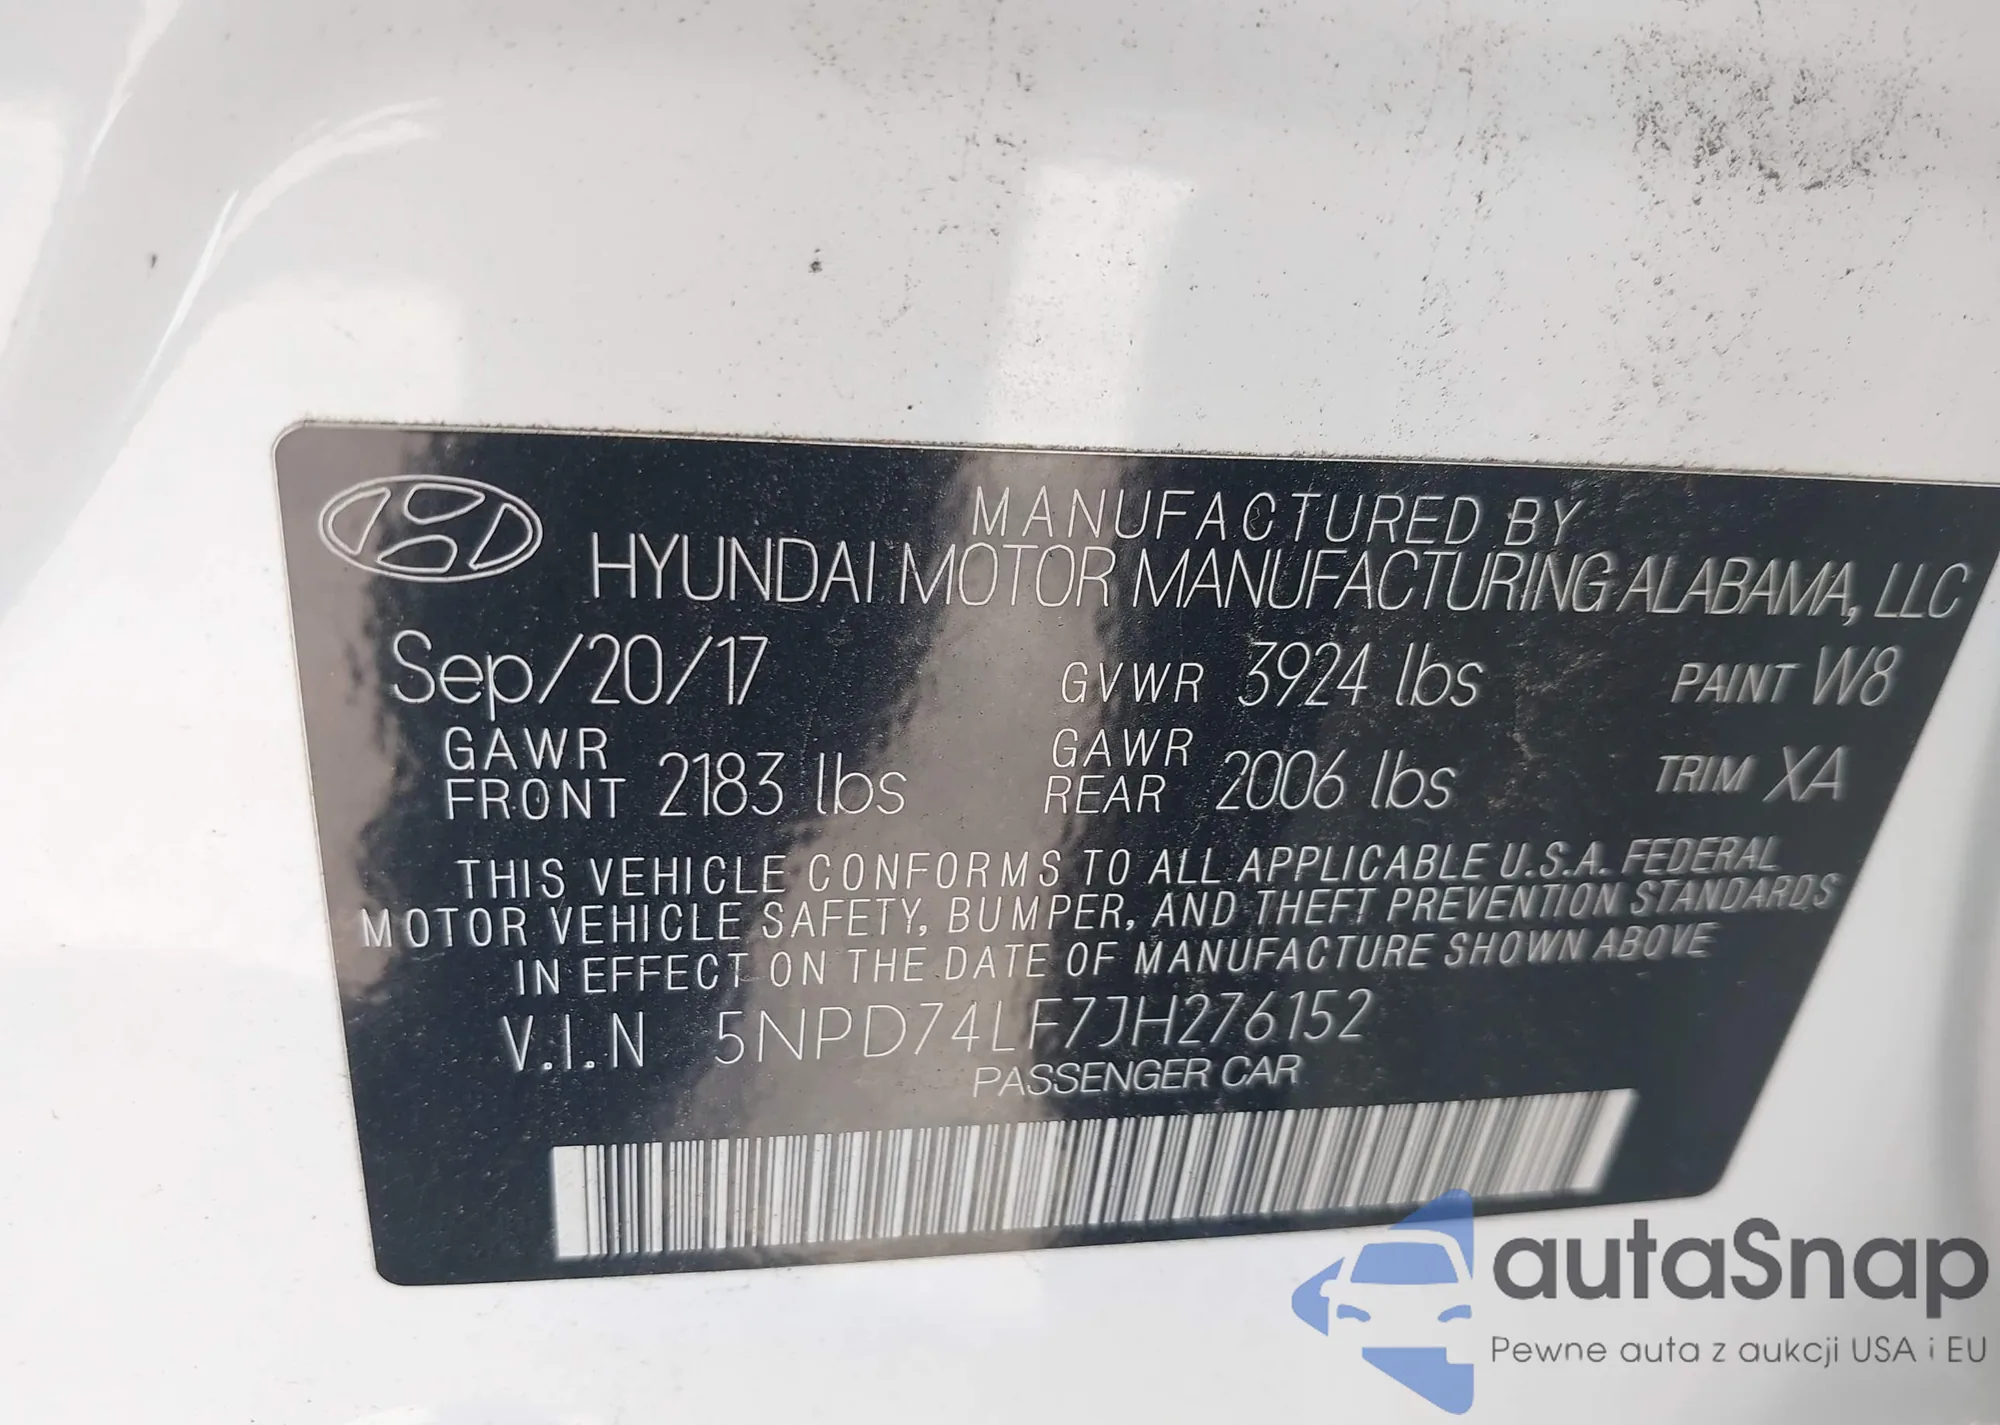 MANUFACTURED BY
HYUNDAI MOTOR MANUFACTURING ALABAMA, LLC
Sep/20/17 GVWR 3924 lbs PAINT W8
GAWR FRONT 2183 lbs GAWR REAR 2006 lbs TRIM XA
THIS VEHICLE CONFORMS TO ALL APPLICABLE U.S.A. FEDERAL
MOTOR VEHICLE SAFETY, BUMPER, AND THEFT PREVENTION STANDARDS
IN EFFECT ON THE DATE OF MANUFACTURE SHOWN ABOVE
V.I.N 5NPD74LF7JH276152
PASSENGER CAR
autaSnap
Pewne auta z aukcji USA i EU